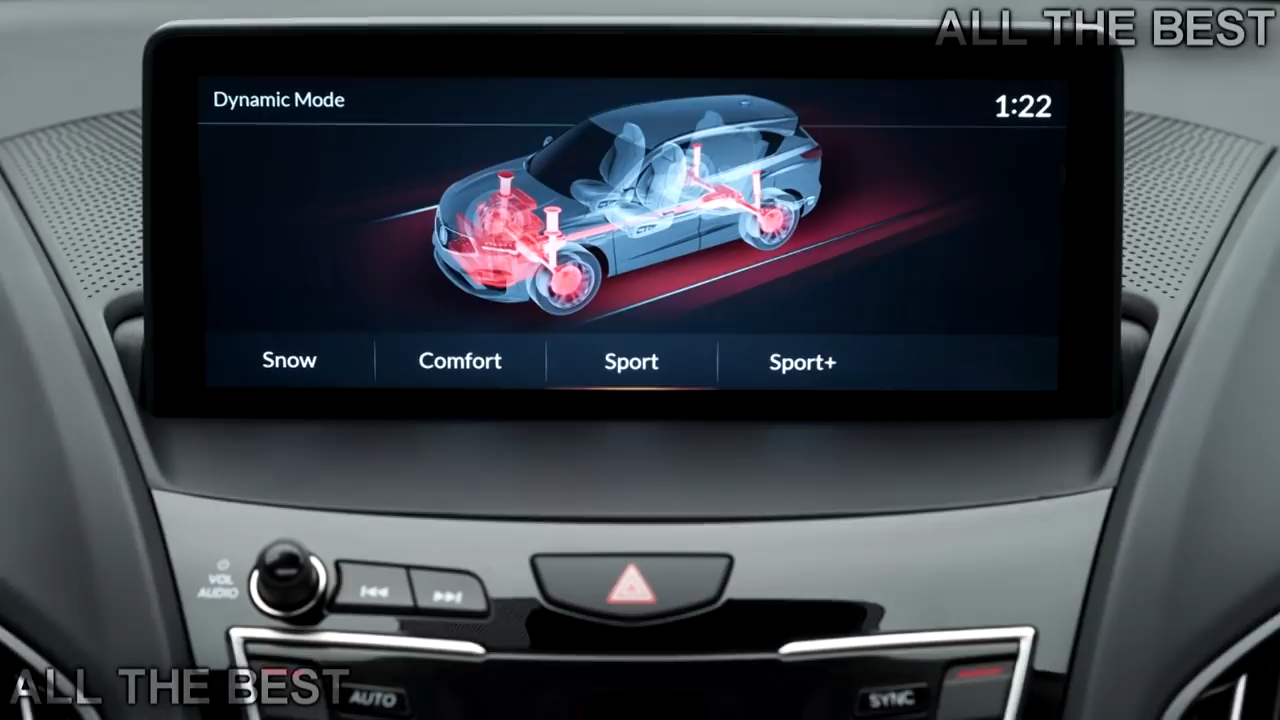 ALL THE BEST
Dynamic Mode
1:22
Snow
Comfort
Sport
Sport+
VOL
AUDIO
ALL THE BEST
AUTO
SYNC